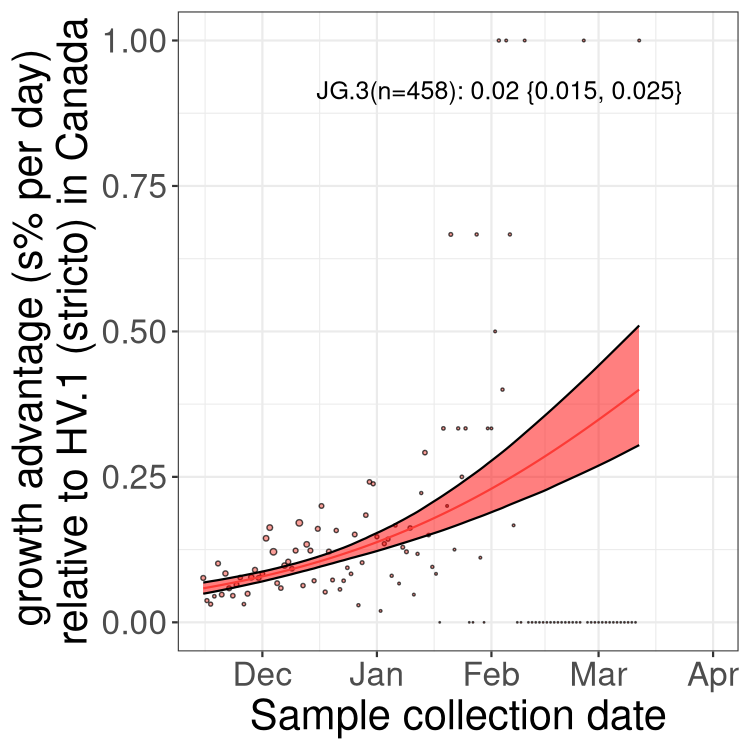 growth advantage (s% per day)
relative to HV.1 (stricto) in Canada
1.00
0.75
0.50
0.25
0.00
JG.3(n=458): 0.02 {0.015, 0.025}
Dec
Jan
Feb
Mar
Apr
Sample collection date